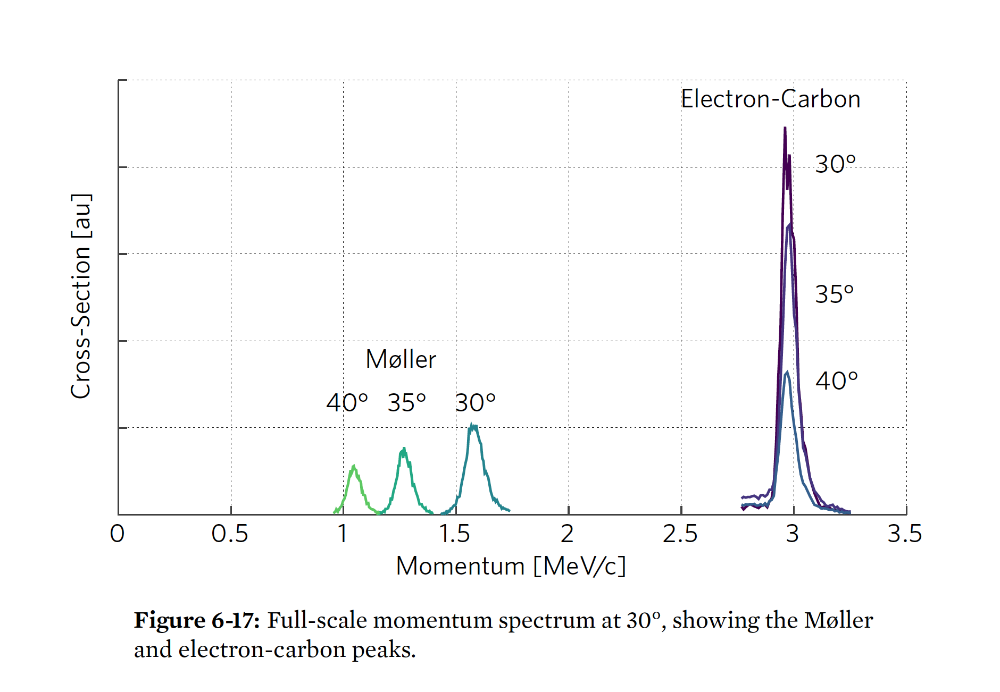 Electron-Carbon
30°
35°
40°
Møller
40° 35° 30°
Cross-Section [au]
0 0.5 1 1.5 2 2.5 3 3.5
Momentum [MeV/c]
Figure 6-17: Full-scale momentum spectrum at 30°, showing the Møller
and electron-carbon peaks.